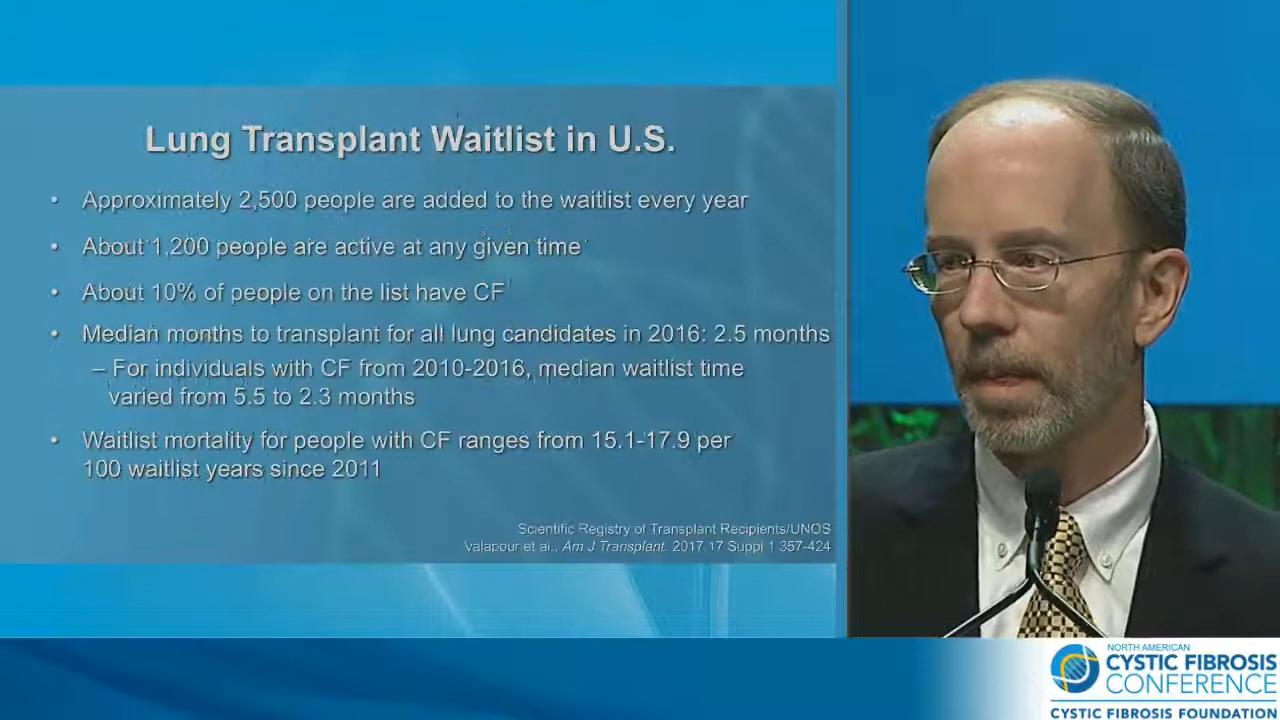 Lung Transplant Waitlist in U.S.
• Approximately 2,500 people are added to the waitlist every year
• About 1,200 people are active at any given time
• About 10% of people on the list have CF
• Median months to transplant for all lung candidates in 2016: 2.5 months
– For individuals with CF from 2010-2016, median waitlist time
varied from 5.5 to 2.3 months
• Waitlist mortality for people with CF ranges from 15.1-17.9 per
100 waitlist years since 2011
Scientific Registry of Transplant Recipients/UNOS
Valapour et al., Am J Transplant. 2017.17 Suppl 1 357-424
NORTH AMERICAN
CYSTIC FIBROSIS
CONFERENCE
CYSTIC FIBROSIS FOUNDATION